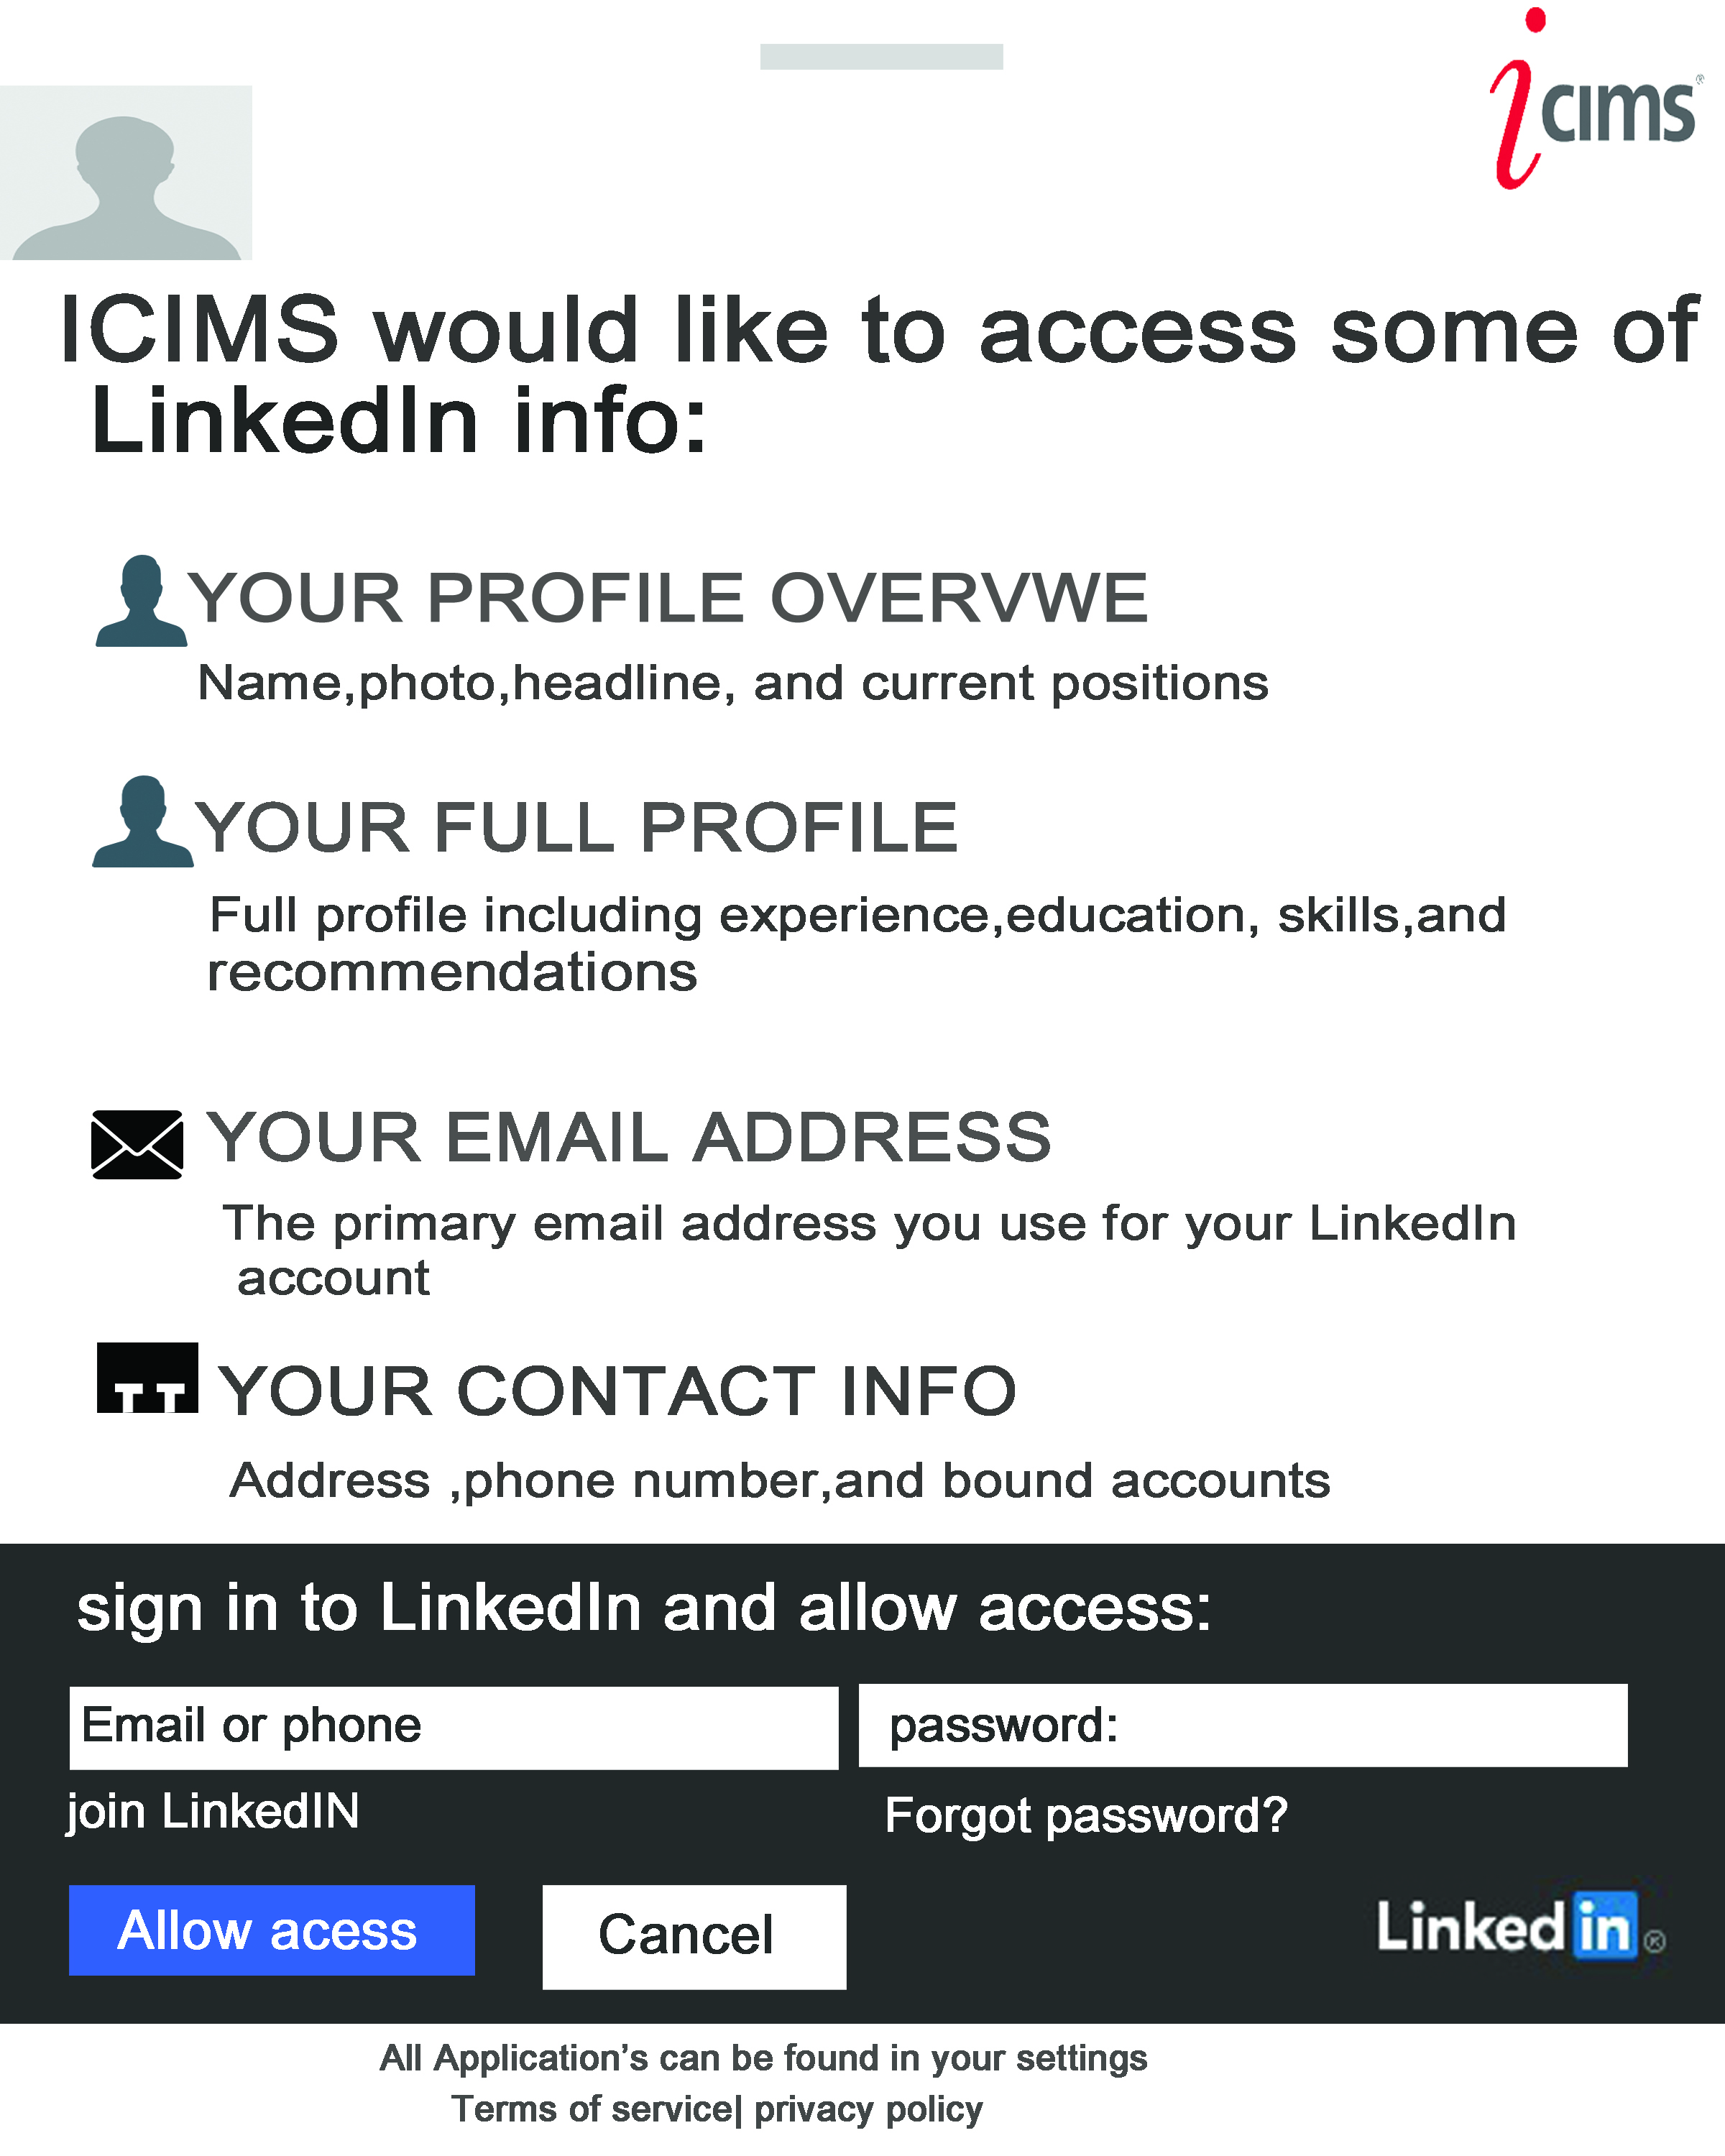 icims®
ICIMS would like to access some of
LinkedIn info:
YOUR PROFILE OVERVWE
Name,photo,headline, and current positions
YOUR FULL PROFILE
Full profile including experience,education, skills,and
recommendations
YOUR EMAIL ADDRESS
The primary email address you use for your LinkedIn
account
YOUR CONTACT INFO
Address ,phone number,and bound accounts
sign in to LinkedIn and allow access:
Email or phone password:
join LinkedIN Forgot password?
Allow acess Cancel Linked in®
All Application’s can be found in your settings
Terms of service| privacy policy